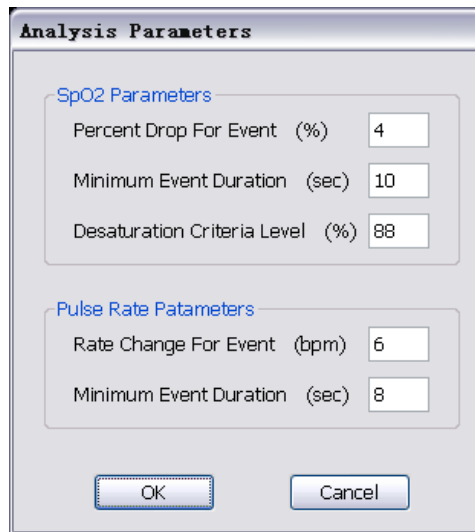 Analysis Parameters
SpO2 Parameters
Percent Drop For Event (%) 4
Minimum Event Duration (sec) 10
Desaturation Criteria Level (%) 88
Pulse Rate Patameters
Rate Change For Event (bpm) 6
Minimum Event Duration (sec) 8
OK Cancel